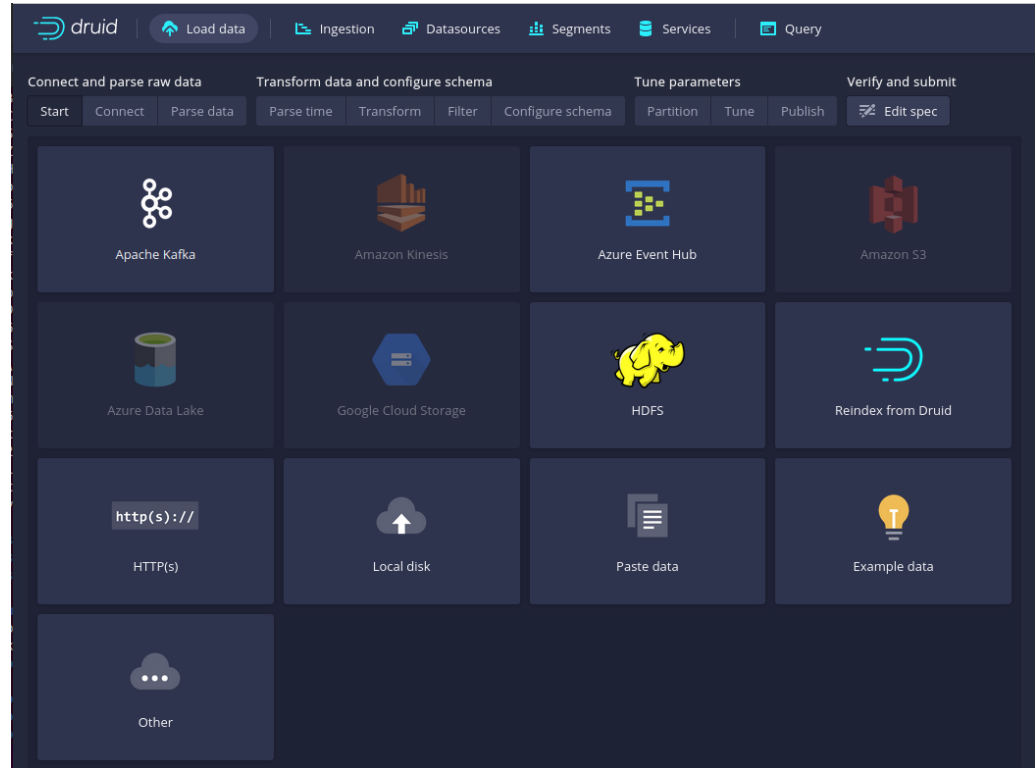 druid Load data Ingestion Datasources Segments Services Query
Connect and parse raw data Transform data and configure schema Tune parameters Verify and submit
Start Connect Parse data Parse time Transform Filter Configure schema Partition Tune Publish Edit spec
Apache Kafka Amazon Kinesis Azure Event Hub Amazon S3
Azure Data Lake Google Cloud Storage HDFS Reindex from Druid
http(s)://
HTTP(s) Local disk Paste data Example data
Other